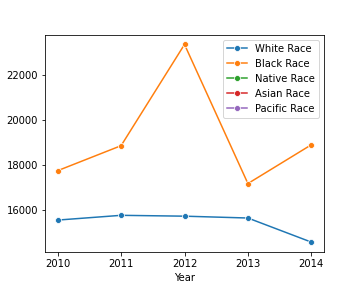 White Race
Black Race
Native Race
Asian Race
Pacific Race
22000
20000
18000
16000
2010 2011 2012 2013 2014
Year